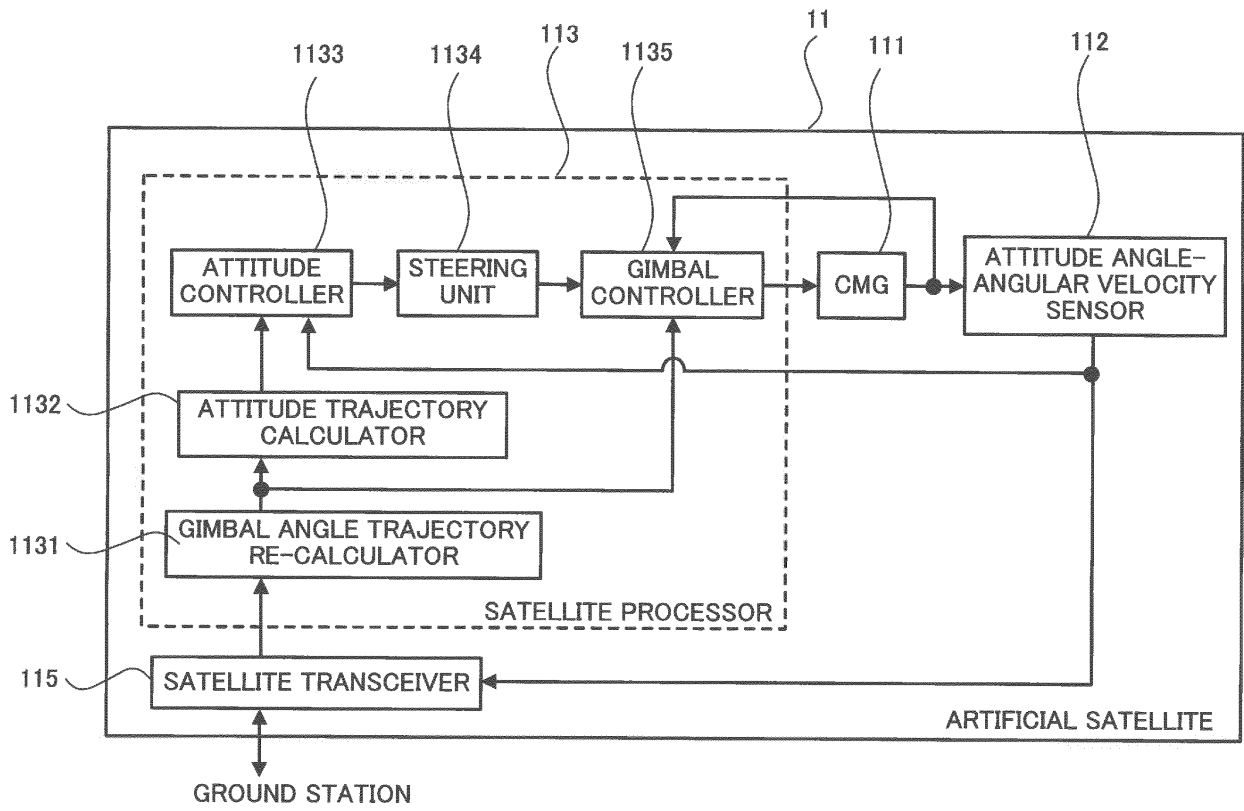 11
113
1133
1134
1135
111
112
ATTITUDE
CONTROLLER
STEERING
UNIT
GIMBAL
CONTROLLER
CMG
ATTITUDE ANGLE-
ANGULAR VELOCITY
SENSOR
1132
ATTITUDE TRAJECTORY
CALCULATOR
1131
GIMBAL ANGLE TRAJECTORY
RE-CALCULATOR
SATELLITE PROCESSOR
115
SATELLITE TRANSCEIVER
ARTIFICIAL SATELLITE
GROUND STATION